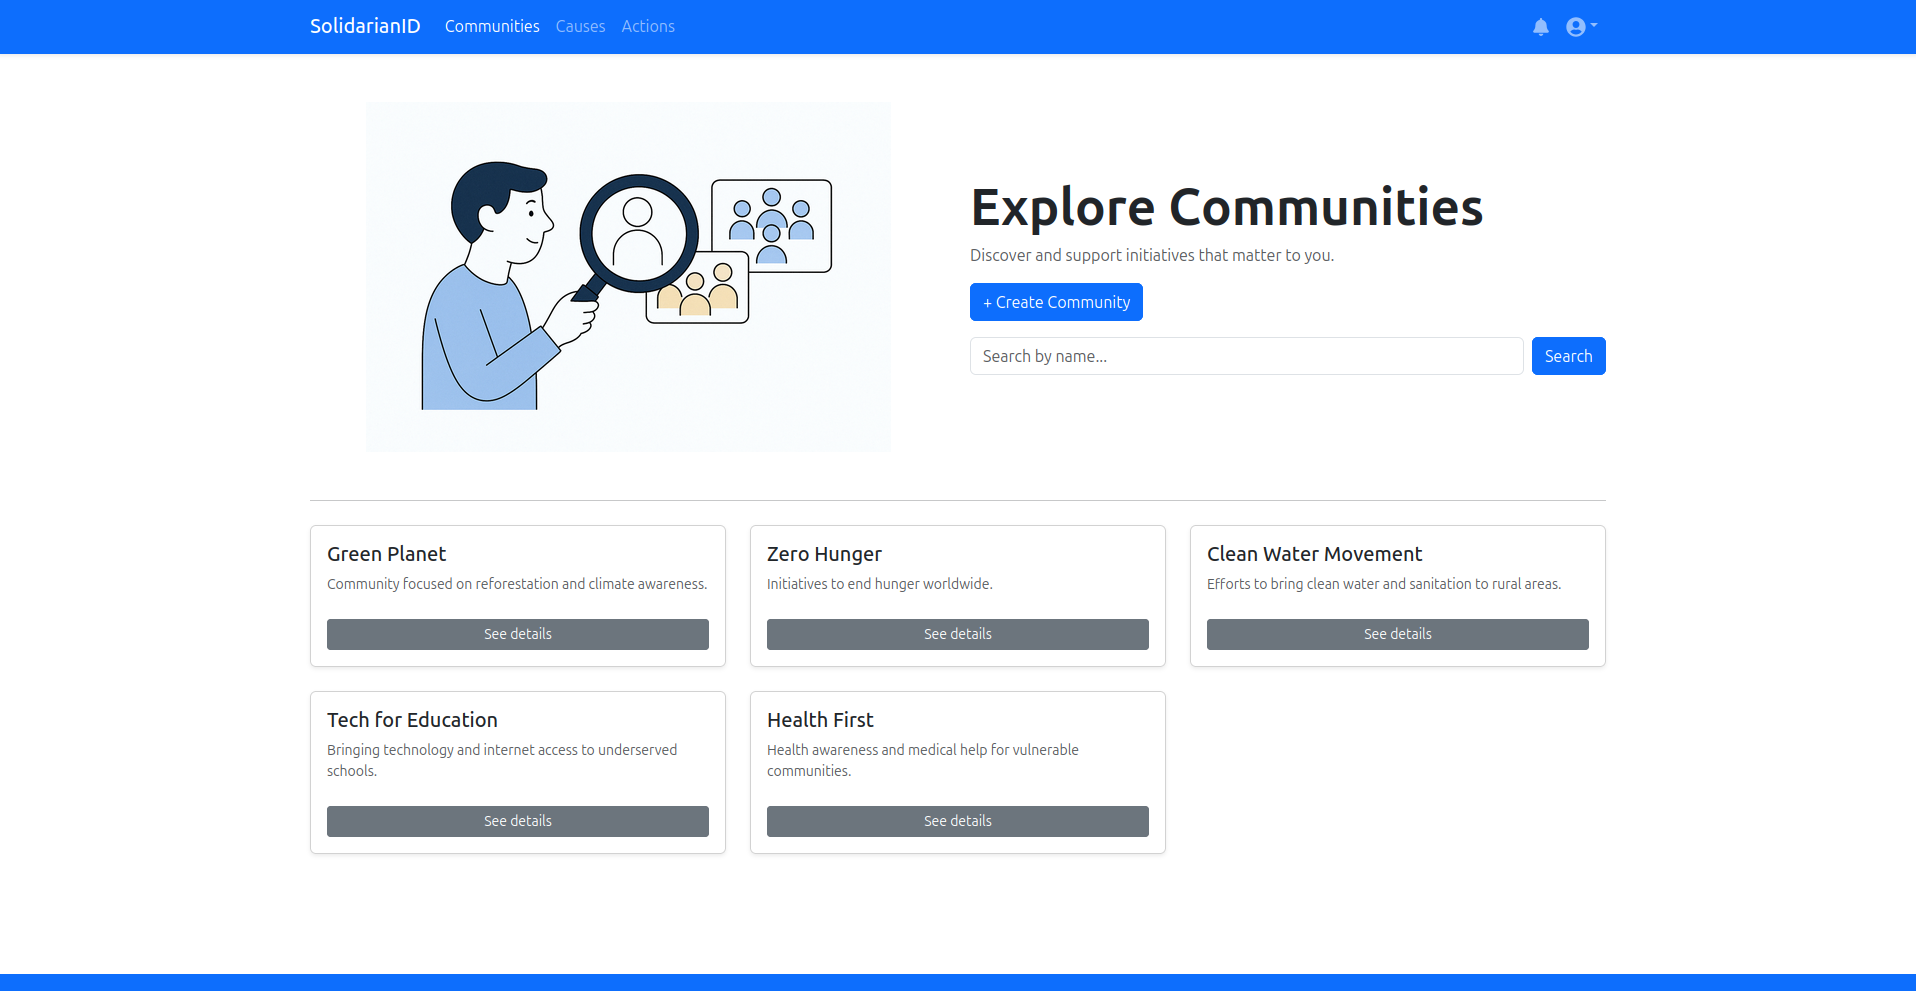 SolidarianID Communities Causes Actions
Explore Communities
Discover and support initiatives that matter to you.
+ Create Community
Search by name... Search
Green Planet
Community focused on reforestation and climate awareness.
See details
Zero Hunger
Initiatives to end hunger worldwide.
See details
Clean Water Movement
Efforts to bring clean water and sanitation to rural areas.
See details
Tech for Education
Bringing technology and internet access to underserved
schools.
See details
Health First
Health awareness and medical help for vulnerable
communities.
See details